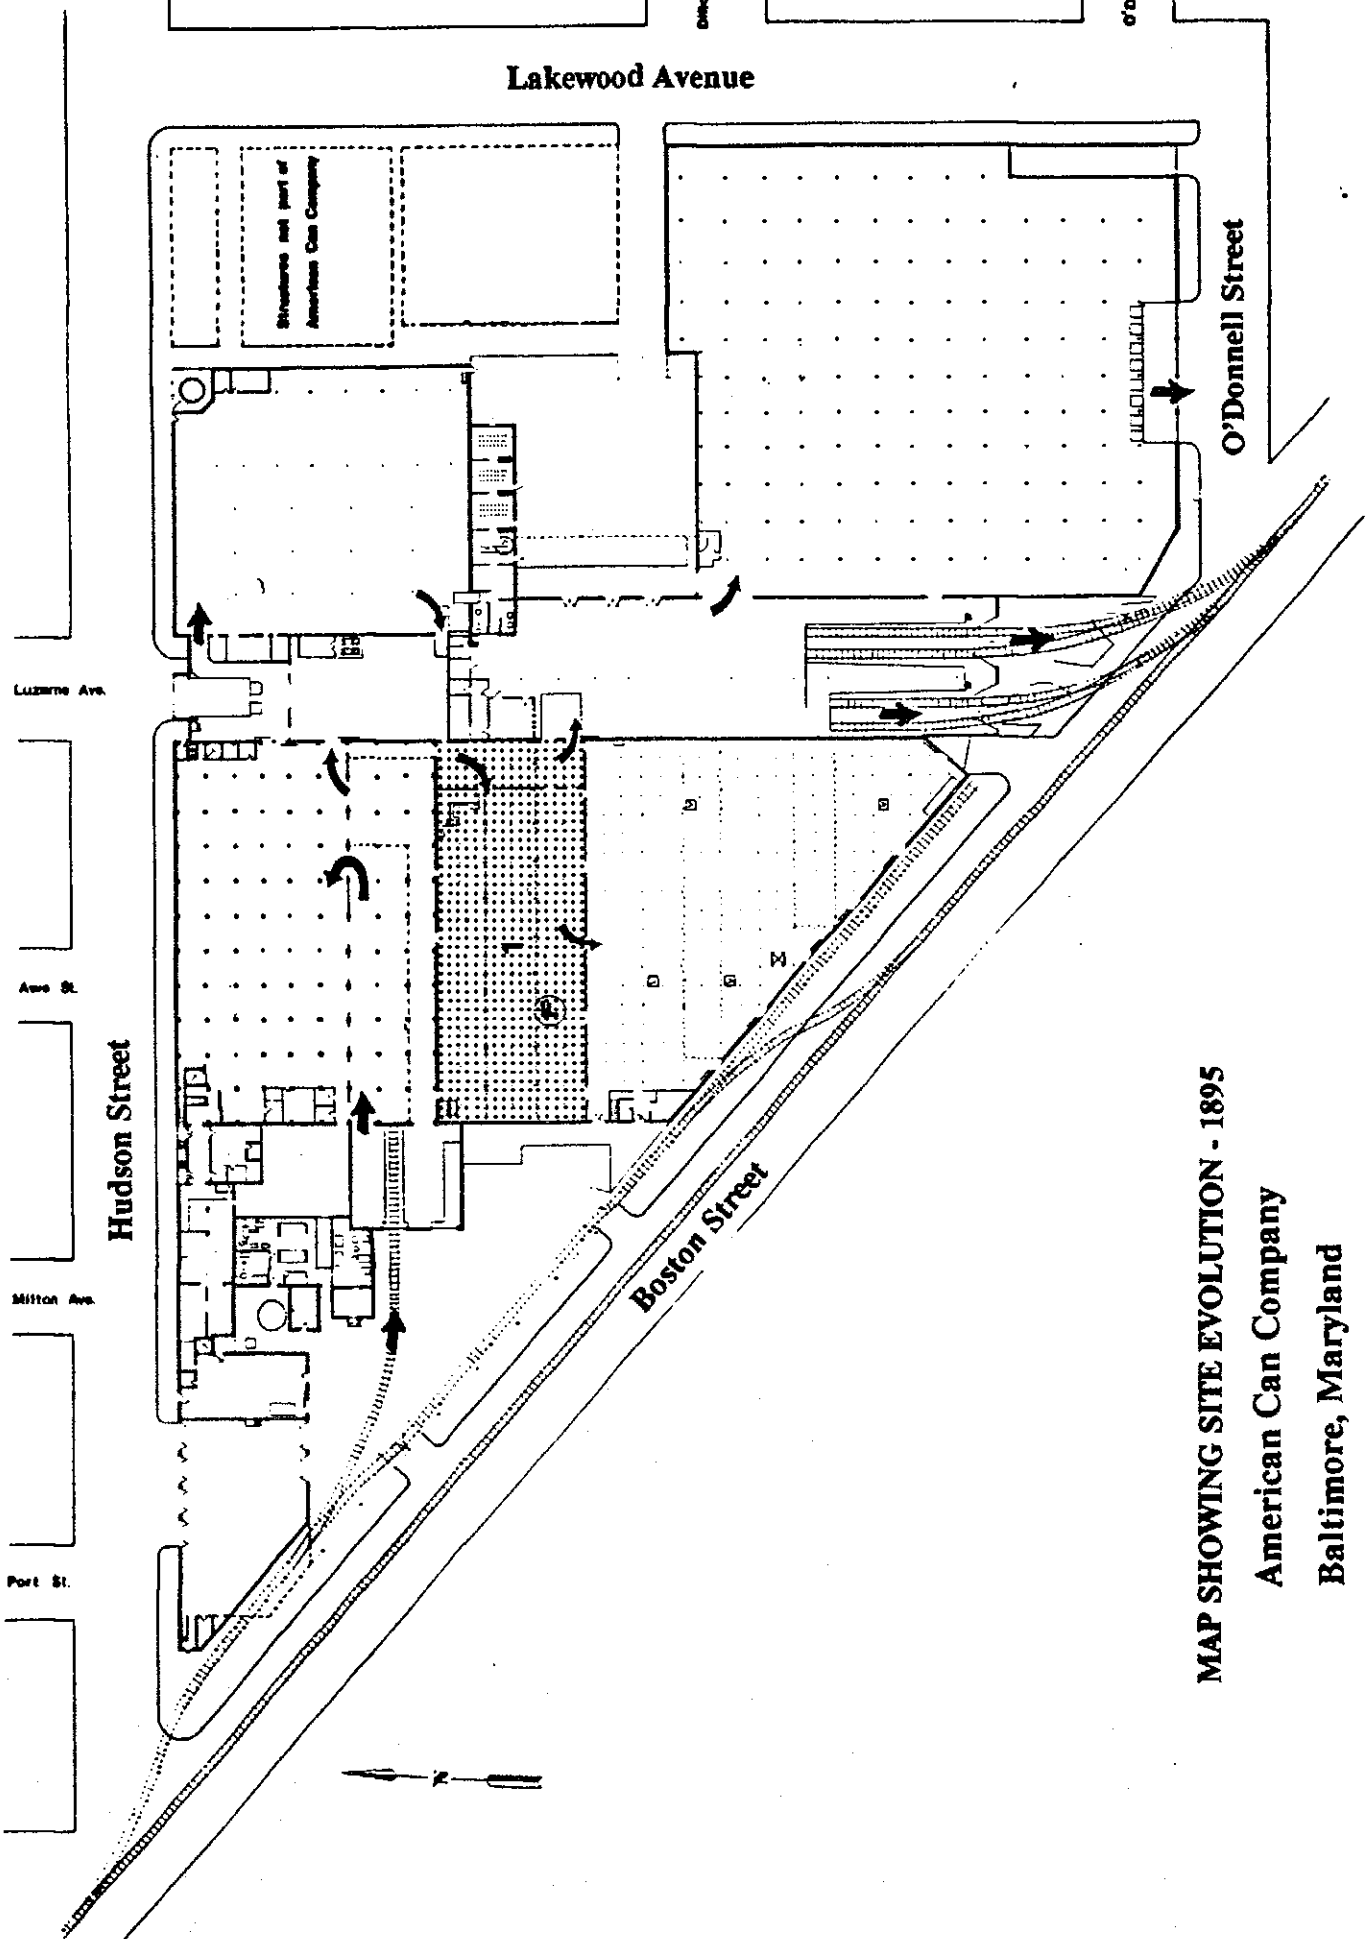 Lakewood Avenue
Structures not part of
American Can Company
O'Donnell Street
Luzerne Ave.
Hudson Street
Milton Ave.
Port St.
Boston Street
N
MAP SHOWING SITE EVOLUTION - 1895
American Can Company
Baltimore, Maryland